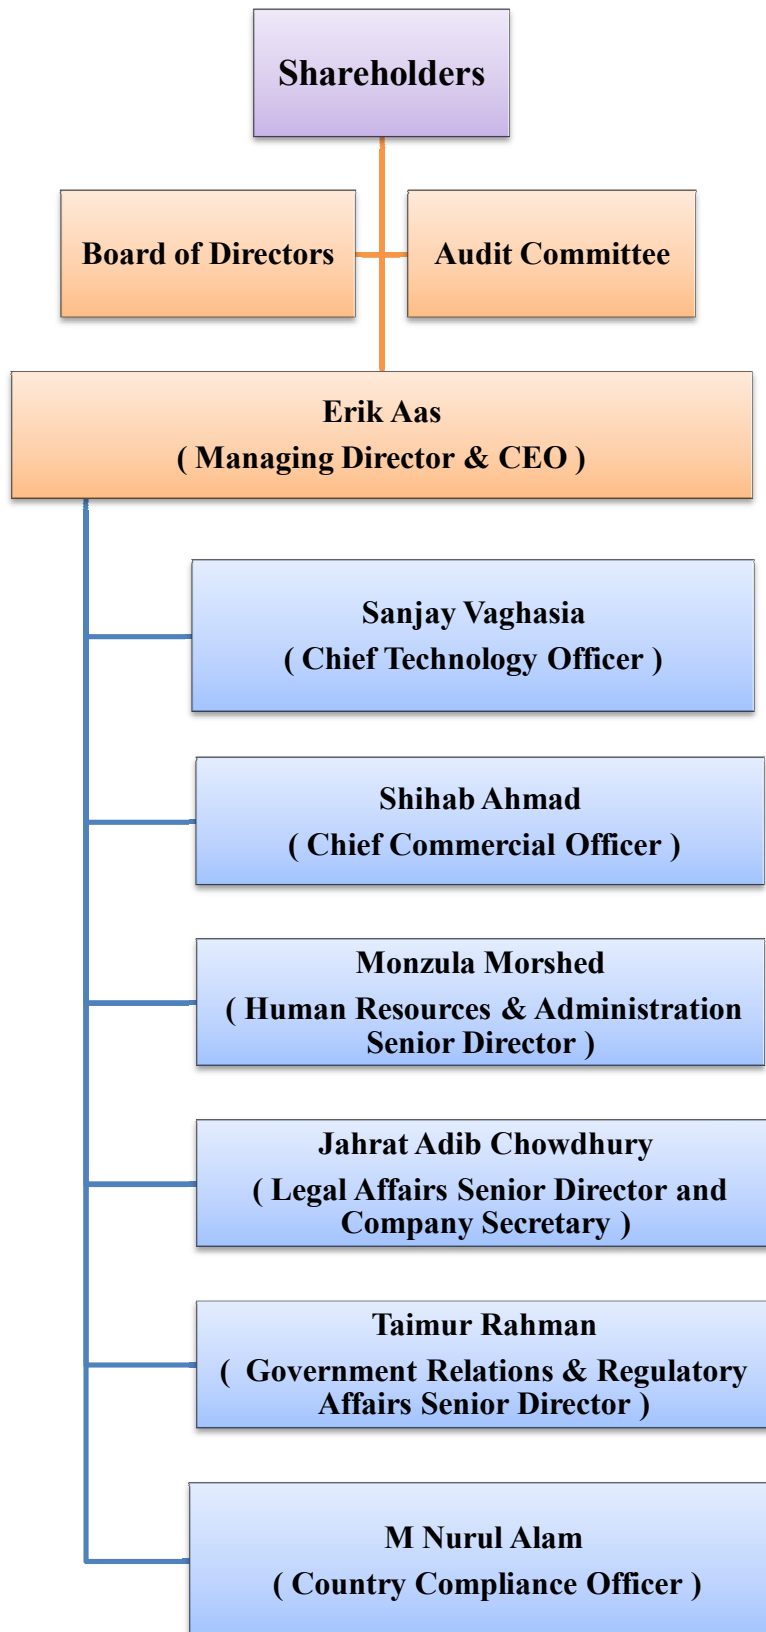 Shareholders
Board of Directors
Audit Committee
Erik Aas
( Managing Director & CEO )
Sanjay Vaghasia
( Chief Technology Officer )
Shihab Ahmad
( Chief Commercial Officer )
Monzula Morshed
( Human Resources & Administration
Senior Director )
Jahrat Adib Chowdhury
( Legal Affairs Senior Director and
Company Secretary )
Taimur Rahman
( Government Relations & Regulatory
Affairs Senior Director )
M Nurul Alam
( Country Compliance Officer )